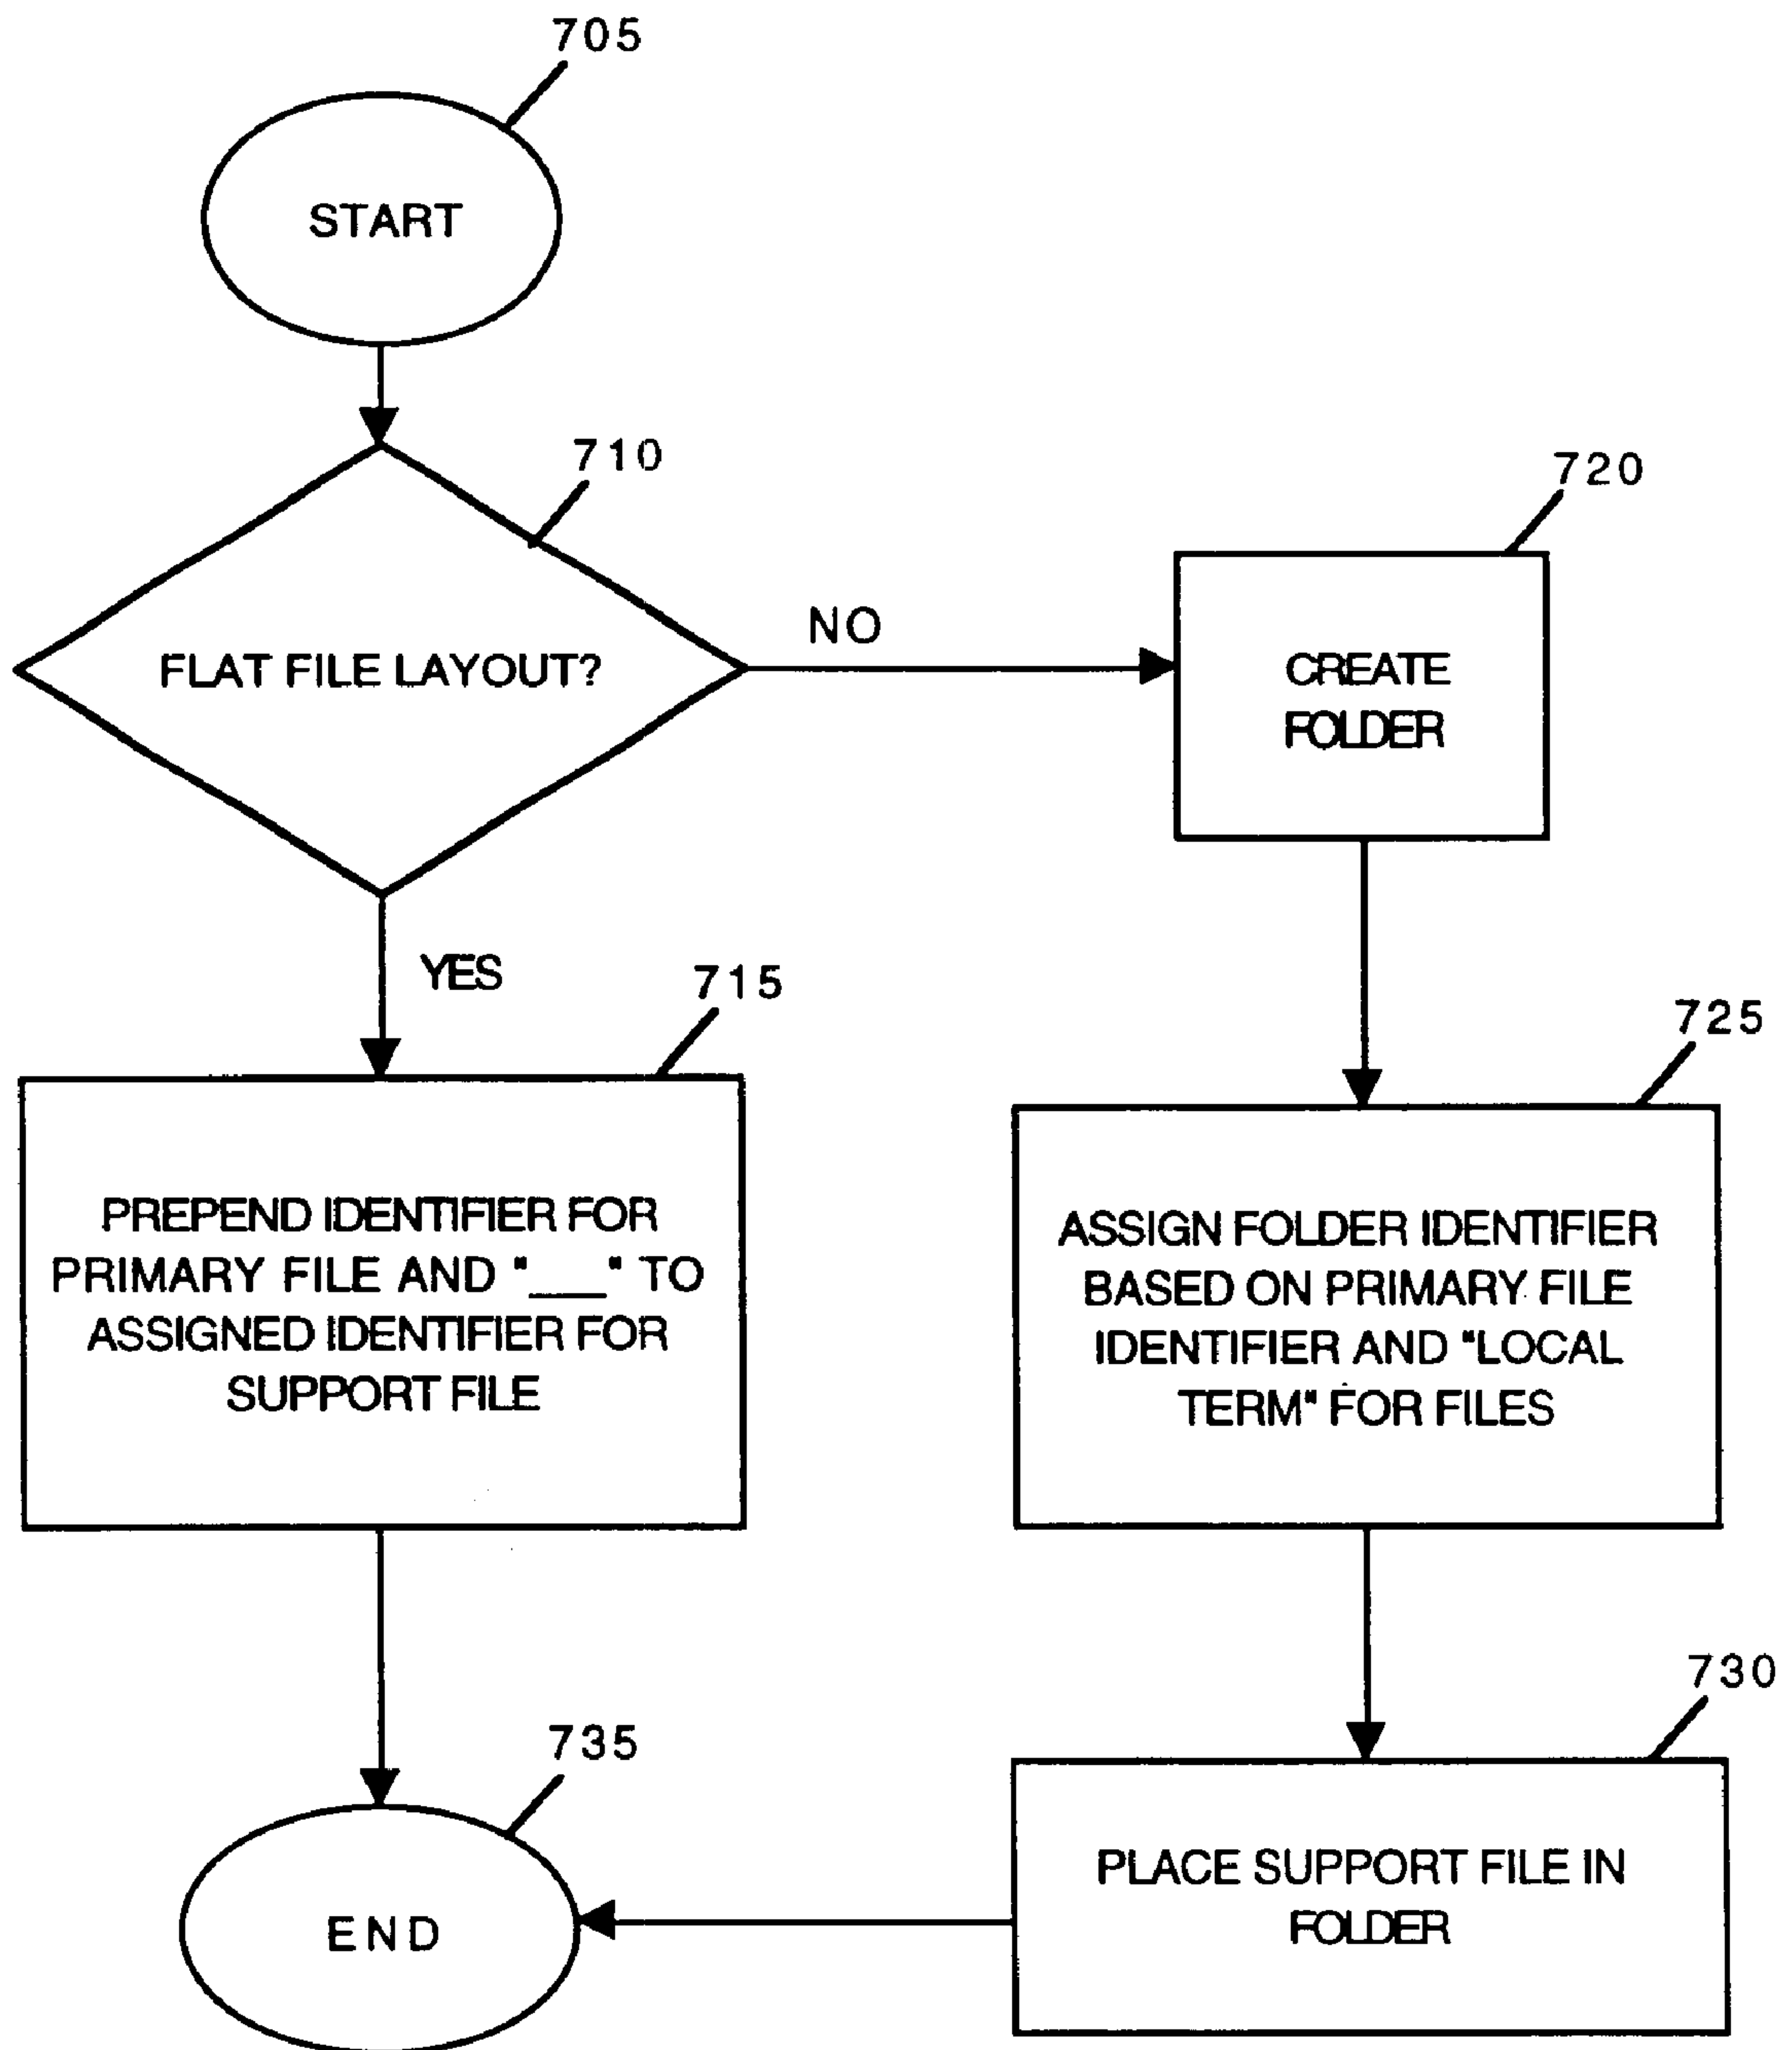 705
START
710
FLAT FILE LAYOUT?
NO
720
CREATE
FOLDER
YES
715
PREPEND IDENTIFIER FOR
PRIMARY FILE AND "___" TO
ASSIGNED IDENTIFIER FOR
SUPPORT FILE
725
ASSIGN FOLDER IDENTIFIER
BASED ON PRIMARY FILE
IDENTIFIER AND "LOCAL
TERM" FOR FILES
730
PLACE SUPPORT FILE IN
FOLDER
735
END